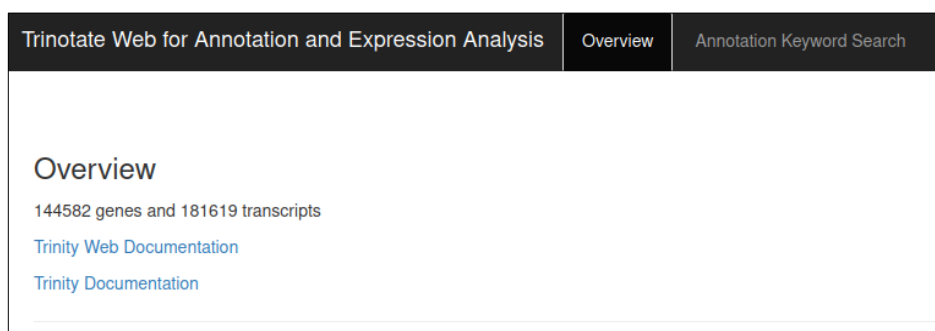 Trinotate Web for Annotation and Expression Analysis Overview Annotation Keyword Search
Overview
144582 genes and 181619 transcripts
Trinity Web Documentation
Trinity Documentation